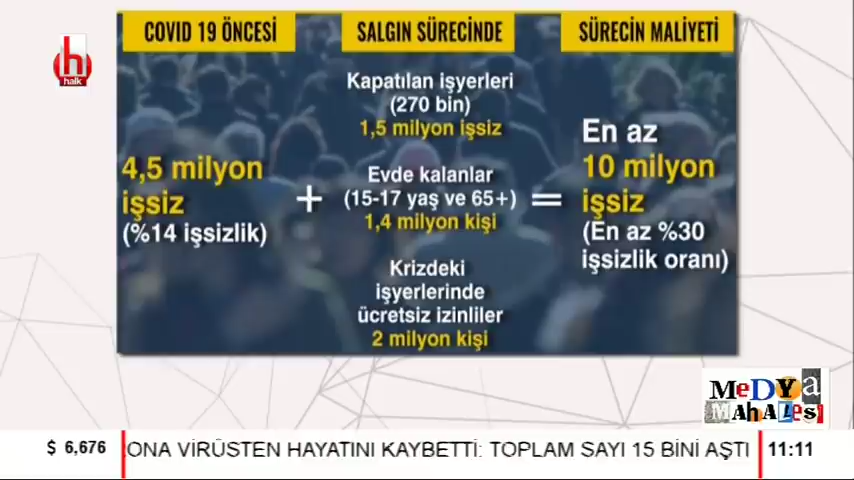 halk
COVID 19 ÖNCESİ
4,5 milyon
işsiz
(%14 işsizlik)
+
SALGIN SÜRECİNDE
Kapatılan işyerleri
(270 bin)
1,5 milyon işsiz
Evde kalanlar
(15-17 yaş ve 65+)
1,4 milyon kişi
Krizdeki
işyerlerinde
ücretsiz izinliler
2 milyon kişi
=
SÜRECİN MALİYETİ
En az
10 milyon
işsiz
(En az %30
işsizlik oranı)
MeDYa
MaHALLesi
$ 6,676
RONA VİRÜSTEN HAYATINI KAYBETTİ: TOPLAM SAYI 15 BİNİ AŞTI
11:11